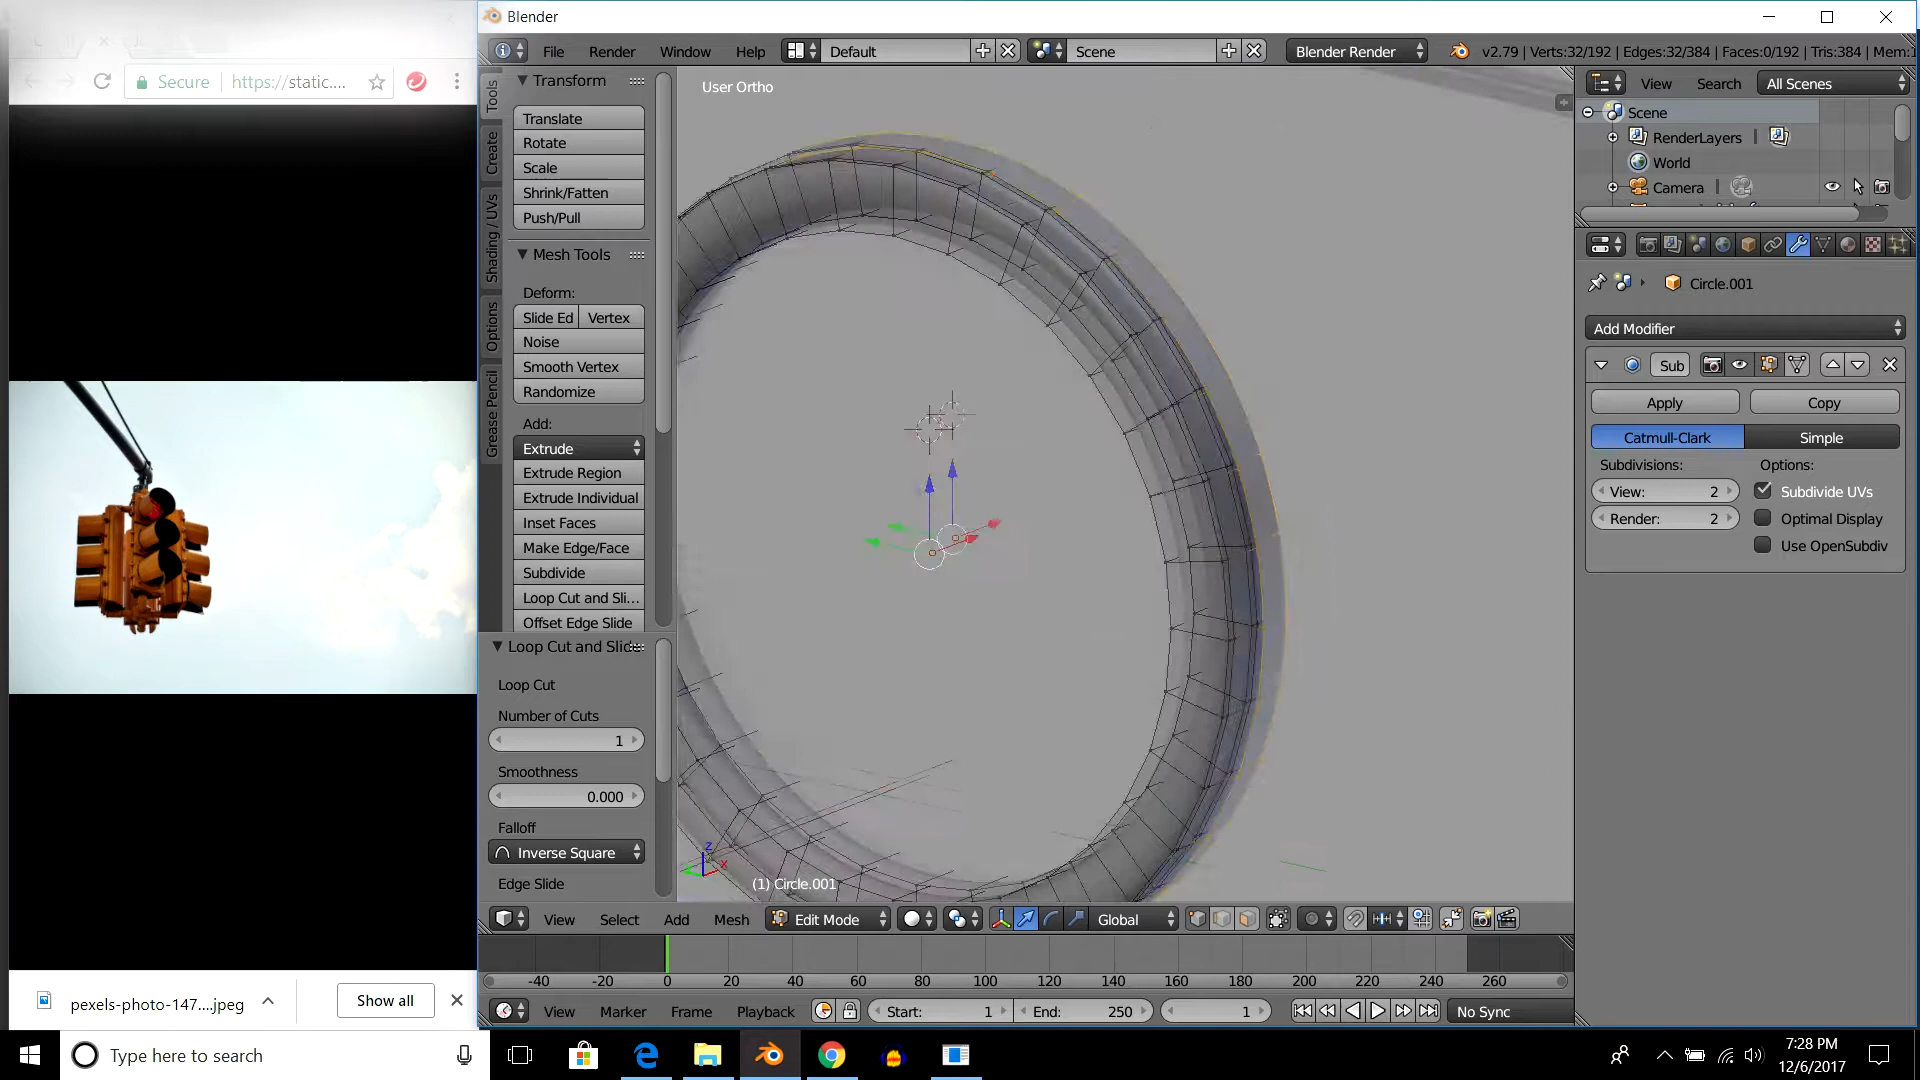 Blender
File
Render
Window
Help
Default
Scene
Blender Render
v2.79 | Verts:32/192 | Edges:32/384 | Faces:0/192 | Tris:384 | Mem:1
Secure
https://static....
Tools
Create
Shading / UVs
Options
Grease Pencil
Transform
Translate
Rotate
Scale
Shrink/Fatten
Push/Pull
Mesh Tools
Deform:
Slide Ed
Vertex
Noise
Smooth Vertex
Randomize
Add:
Extrude
Extrude Region
Extrude Individual
Inset Faces
Make Edge/Face
Subdivide
Loop Cut and Sli...
Offset Edge Slide
Loop Cut and Slide
Loop Cut
Number of Cuts
1
Smoothness
0.000
Falloff
Inverse Square
Edge Slide
User Ortho
z
x
(1) Circle.001
View
Select
Add
Mesh
Edit Mode
Global
View
Search
All Scenes
Scene
RenderLayers
World
Camera
Circle.001
Add Modifier
Sub
Apply
Copy
Catmull-Clark
Simple
Subdivisions:
Options:
View: 2
Subdivide UVs
Render: 2
Optimal Display
Use OpenSubdiv
-40 -20 0 20 40 60 80 100 120 140 160 180 200 220 240 260
View
Marker
Frame
Playback
Start: 1
End: 250
1
No Sync
pexels-photo-147....jpeg
Show all
Type here to search
7:28 PM
12/6/2017